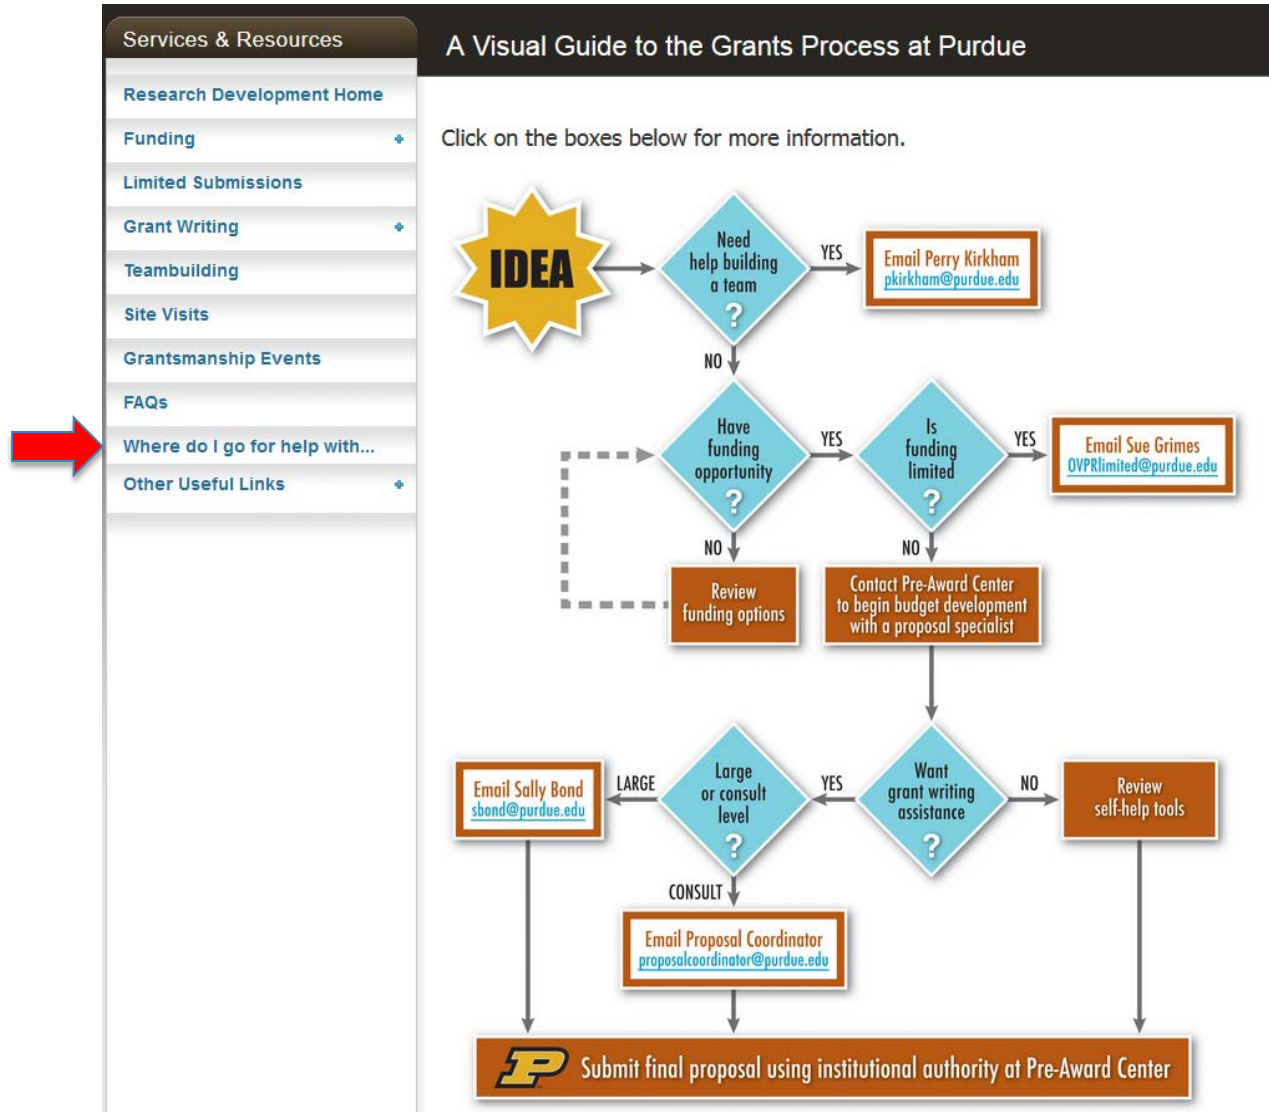 Services & Resources
A Visual Guide to the Grants Process at Purdue
Research Development Home
Funding
Limited Submissions
Grant Writing
Teambuilding
Site Visits
Grantsmanship Events
FAQs
Where do I go for help with...
Other Useful Links
Click on the boxes below for more information.
IDEA
Need
help building
a team
?
YES
Email Perry Kirkham
pkirkham@purdue.edu
NO
Have
funding
opportunity
?
YES
Is
funding
limited
?
YES
Email Sue Grimes
OVPRlimited@purdue.edu
NO
Review
funding options
NO
Contact Pre-Award Center
to begin budget development
with a proposal specialist
Want
grant writing
assistance
?
NO
Review
self-help tools
YES
Large
or consult
level
?
LARGE
Email Sally Bond
sbond@purdue.edu
CONSULT
Email Proposal Coordinator
proposalcoordinator@purdue.edu
P Submit final proposal using institutional authority at Pre-Award Center